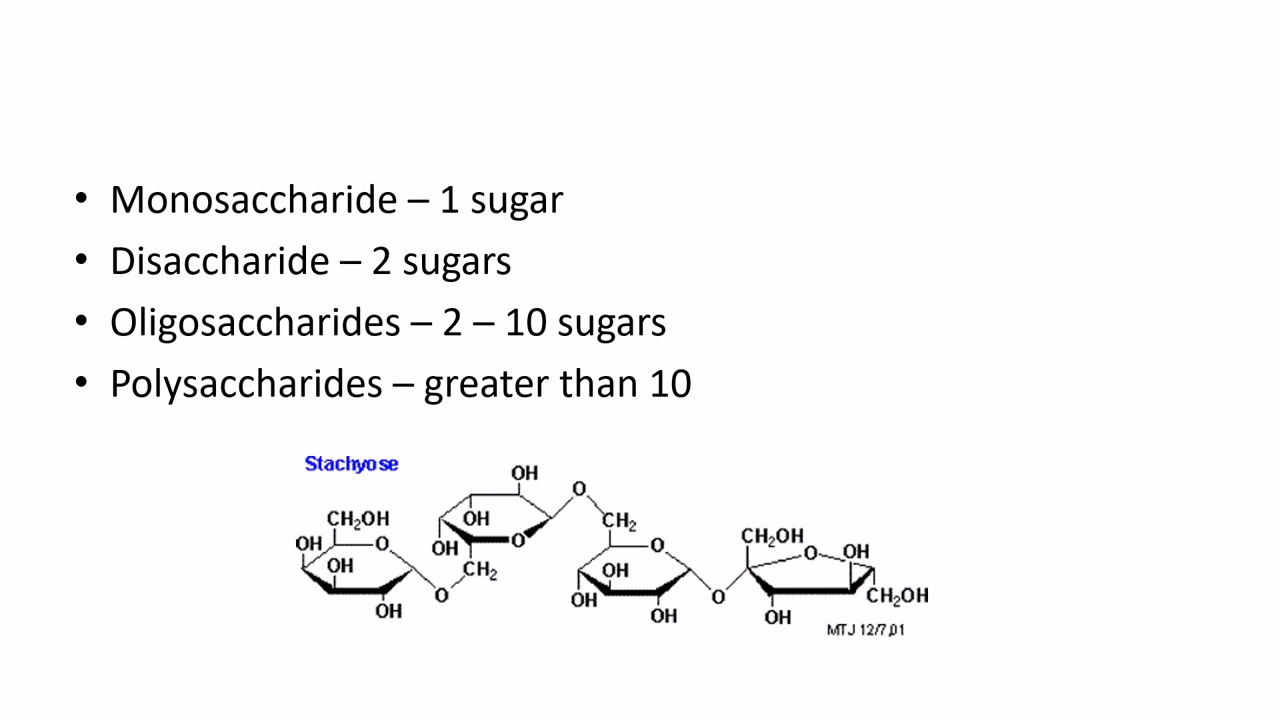 • Monosaccharide – 1 sugar
• Disaccharide – 2 sugars
• Oligosaccharides – 2 – 10 sugars
• Polysaccharides – greater than 10
Stachyose
OH
O
CH₂OH
OH
CH₂
CH₂OH
OH
O
OH
O
O
OH
OH
OH
CH₂
OH
O
OH
O
OH
OH
O
CH₂OH
OH
OH
MTJ 12/7,01